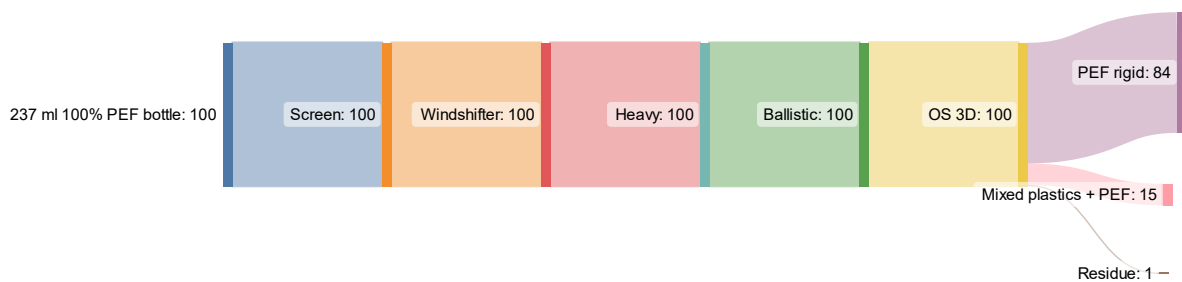 237 ml 100% PEF bottle: 100
Screen: 100
Windshifter: 100
Heavy: 100
Ballistic: 100
OS 3D: 100
PEF rigid: 84
Mixed plastics + PEF: 15
Residue: 1